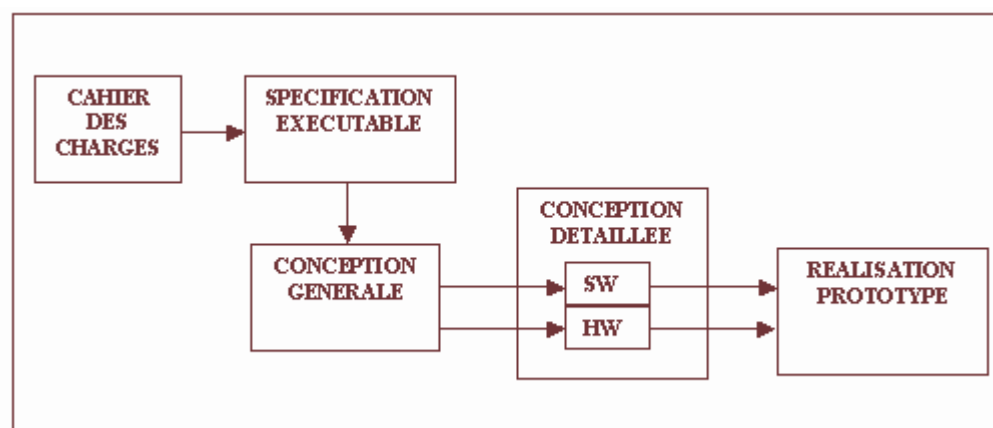 CAHIER
DES
CHARGES
SPECIFICATION
EXECUTABLE
CONCEPTION
GENERALE
CONCEPTION
DETAILLEE
SW
HW
REALISATION
PROTOTYPE